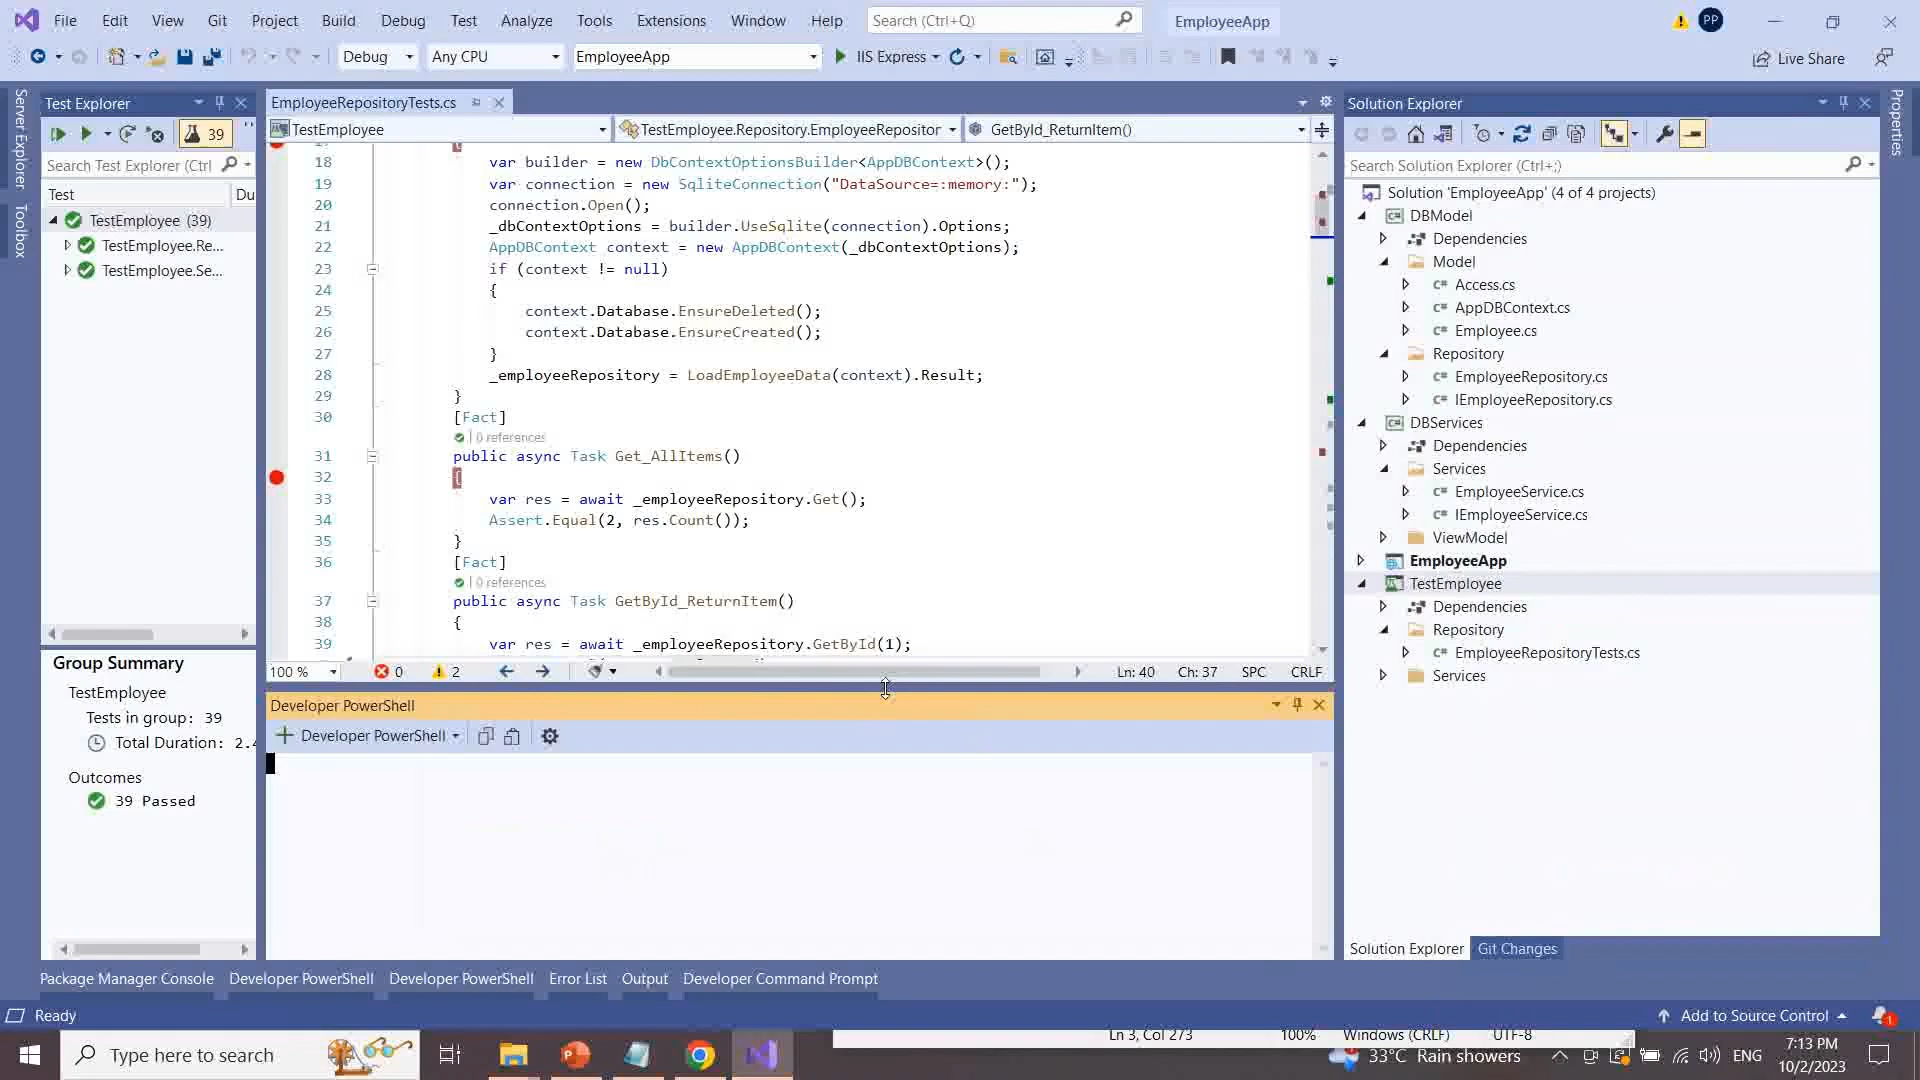 File Edit View Git Project Build Debug Test Analyze Tools Extensions Window Help Search (Ctrl+Q) EmployeeApp PP
Debug Any CPU EmployeeApp IIS Express Live Share
Server Explorer
Toolbox
Test Explorer
39
Search Test Explorer (Ctrl
Test Du
TestEmployee (39)
TestEmployee.Re...
TestEmployee.Se...
Group Summary
TestEmployee
Tests in group: 39
Total Duration: 2.4
Outcomes
39 Passed
EmployeeRepositoryTests.cs
TestEmployee TestEmployee.Repository.EmployeeRepositor GetById_ReturnItem()
{
18 var builder = new DbContextOptionsBuilder<AppDBContext>();
19 var connection = new SqliteConnection("DataSource=:memory:");
20 connection.Open();
21 _dbContextOptions = builder.UseSqlite(connection).Options;
22 AppDBContext context = new AppDBContext(_dbContextOptions);
23 if (context != null)
24 {
25 context.Database.EnsureDeleted();
26 context.Database.EnsureCreated();
27 }
28 _employeeRepository = LoadEmployeeData(context).Result;
29 }
30 [Fact]
0 references
31 public async Task Get_AllItems()
32 {
33 var res = await _employeeRepository.Get();
34 Assert.Equal(2, res.Count());
35 }
36 [Fact]
0 references
37 public async Task GetById_ReturnItem()
38 {
39 var res = await _employeeRepository.GetById(1);
100 % 0 2 Ln: 40 Ch: 37 SPC CRLF
Developer PowerShell
Developer PowerShell
Solution Explorer
Search Solution Explorer (Ctrl+;)
Solution 'EmployeeApp' (4 of 4 projects)
DBModel
Dependencies
Model
C# Access.cs
C# AppDBContext.cs
C# Employee.cs
Repository
C# EmployeeRepository.cs
C# IEmployeeRepository.cs
DBServices
Dependencies
Services
C# EmployeeService.cs
C# IEmployeeService.cs
ViewModel
EmployeeApp
TestEmployee
Dependencies
Repository
C# EmployeeRepositoryTests.cs
Services
Solution Explorer Git Changes
Properties
Package Manager Console Developer PowerShell Developer PowerShell Error List Output Developer Command Prompt
Ready Add to Source Control 1
Ln 3, Col 273 100% Windows (CRLF) UTF-8
Type here to search 33°C Rain showers ENG 7:13 PM
10/2/2023